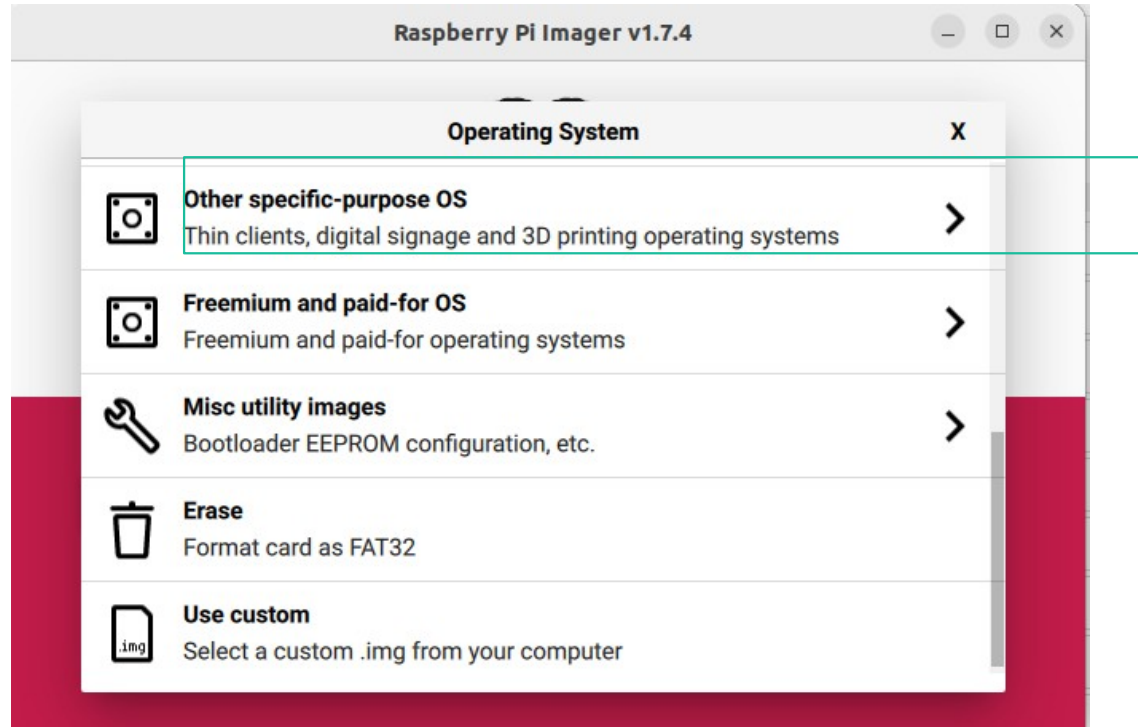 Raspberry Pi Imager v1.7.4
Operating System X
Other specific-purpose OS
Thin clients, digital signage and 3D printing operating systems
Freemium and paid-for OS
Freemium and paid-for operating systems
Misc utility images
Bootloader EEPROM configuration, etc.
Erase
Format card as FAT32
Use custom
.img
Select a custom .img from your computer